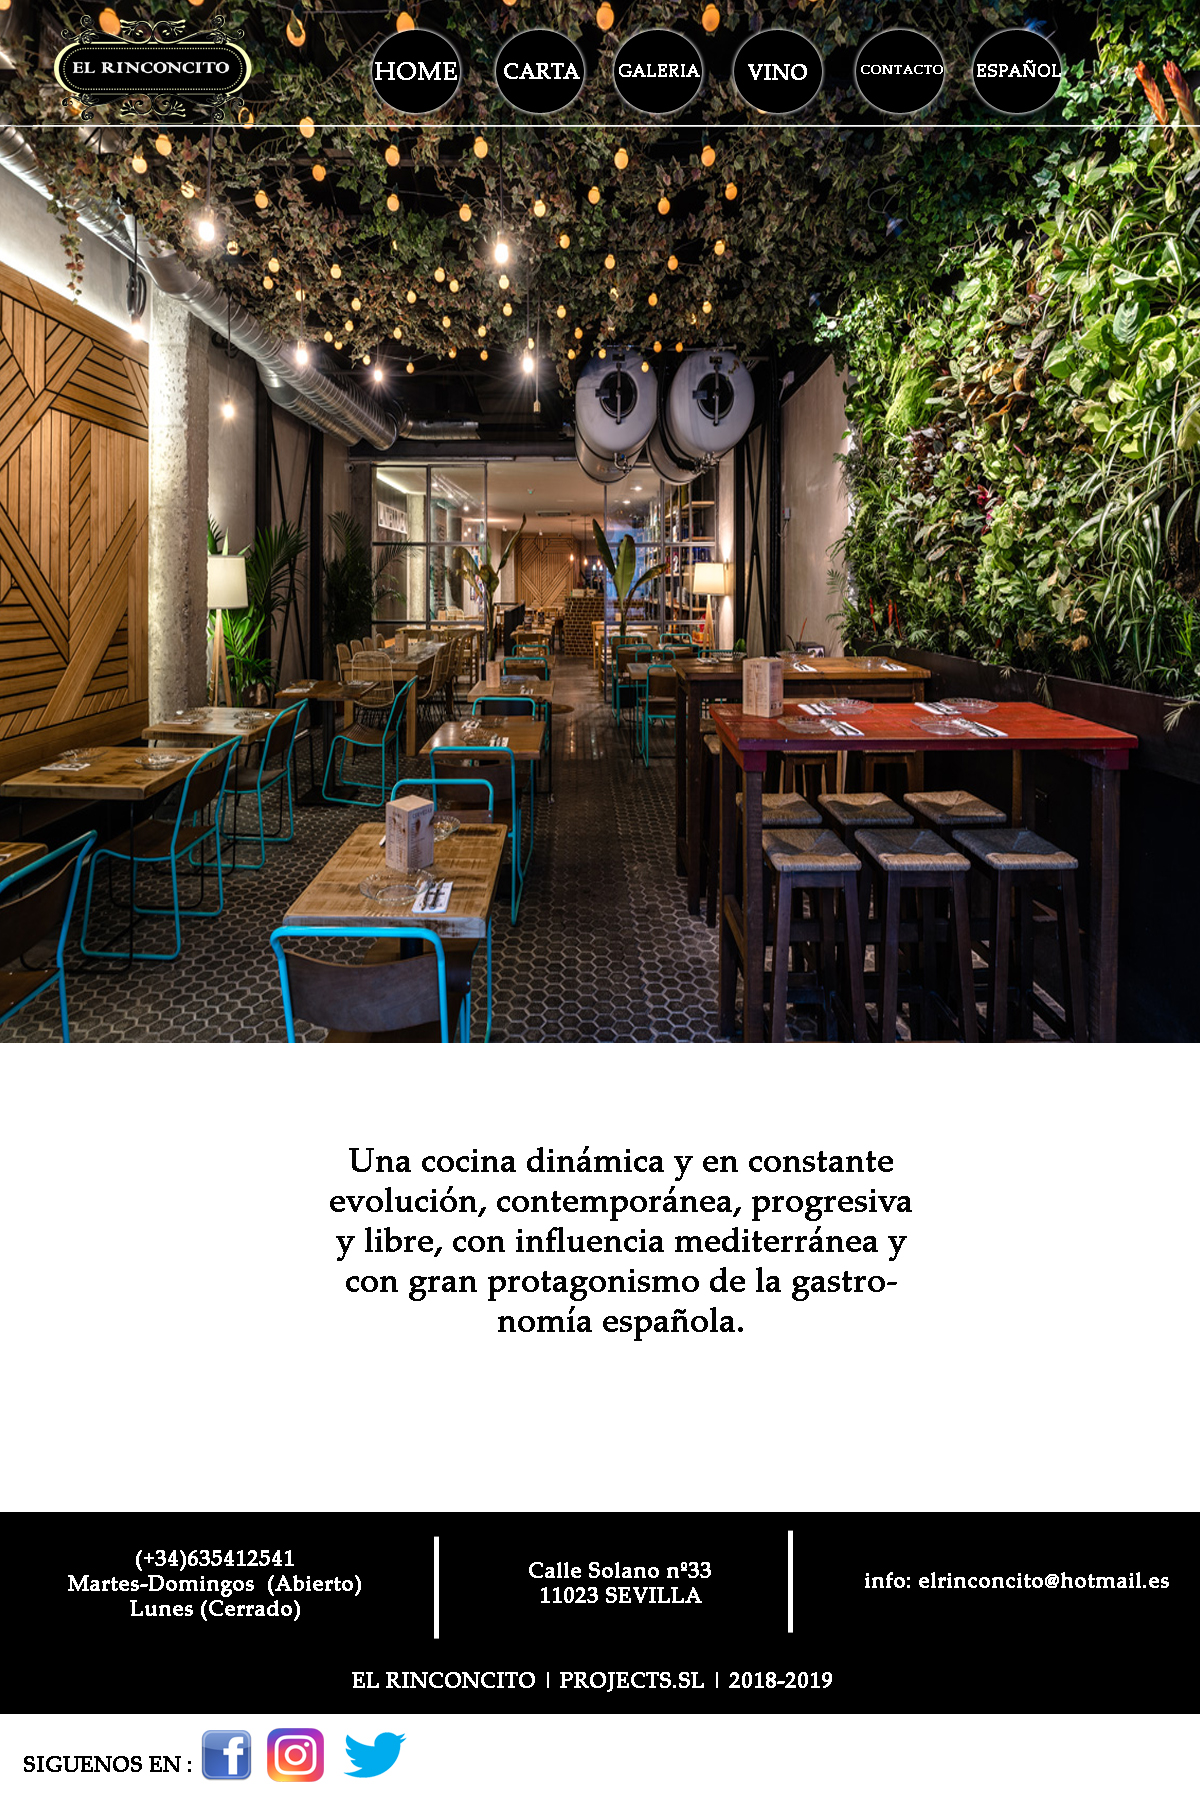 EL RINCONCITO
HOME
CARTA
GALERIA
VINO
CONTACTO
ESPAÑOL
Una cocina dinámica y en constante
evolución, contemporánea, progresiva
y libre, con influencia mediterránea y
con gran protagonismo de la gastro-
nomía española.
(+34)635412541
Martes-Domingos (Abierto)
Lunes (Cerrado)
Calle Solano nº33
11023 SEVILLA
info: elrinconcito@hotmail.es
EL RINCONCITO | PROJECTS.SL | 2018-2019
SIGUENOS EN :